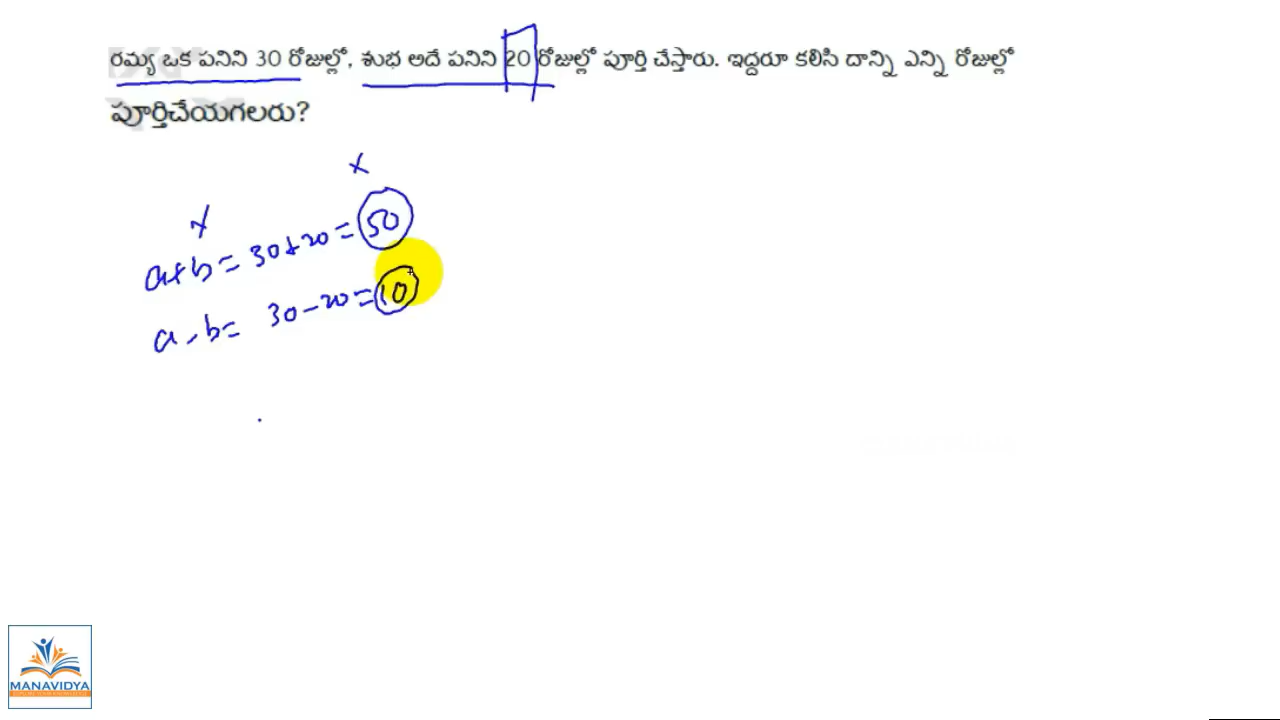 రమ్య ఒక పనిని 30 రోజుల్లో, శుభ అదే పనిని 20 రోజుల్లో పూర్తి చేస్తారు. ఇద్దరూ కలిసి దాన్ని ఎన్ని రోజుల్లో
పూర్తిచేయగలరు?
x
x
a+b = 30+20 = 50
a-b = 30-20 = 10
MANAVIDYA